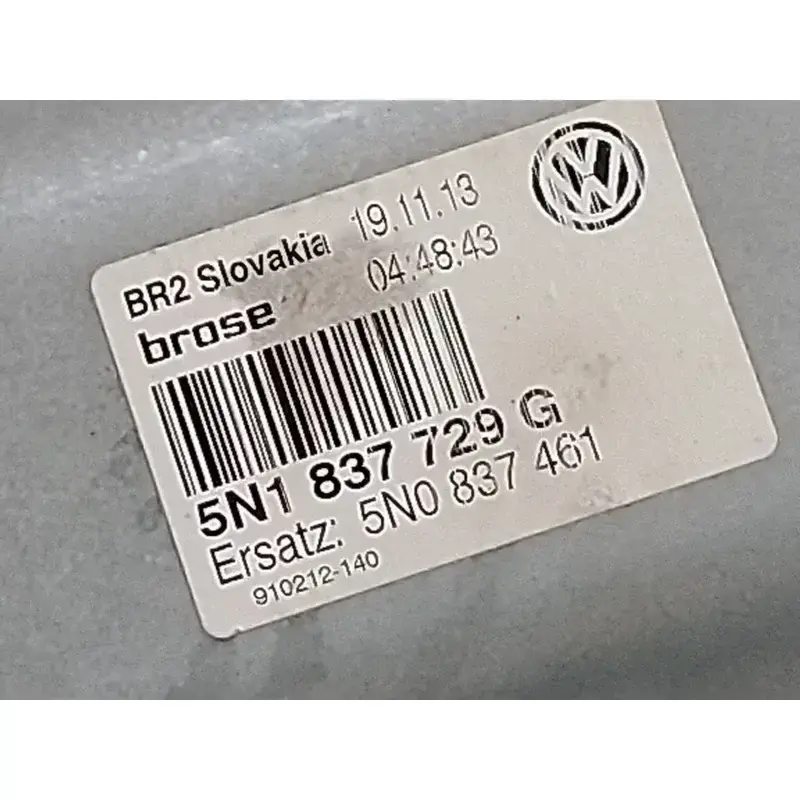 BR2 Slovakia 19.11.13
brose 04:48:43
5N1 837 729 G
Ersatz: 5N0 837 461
910212-140